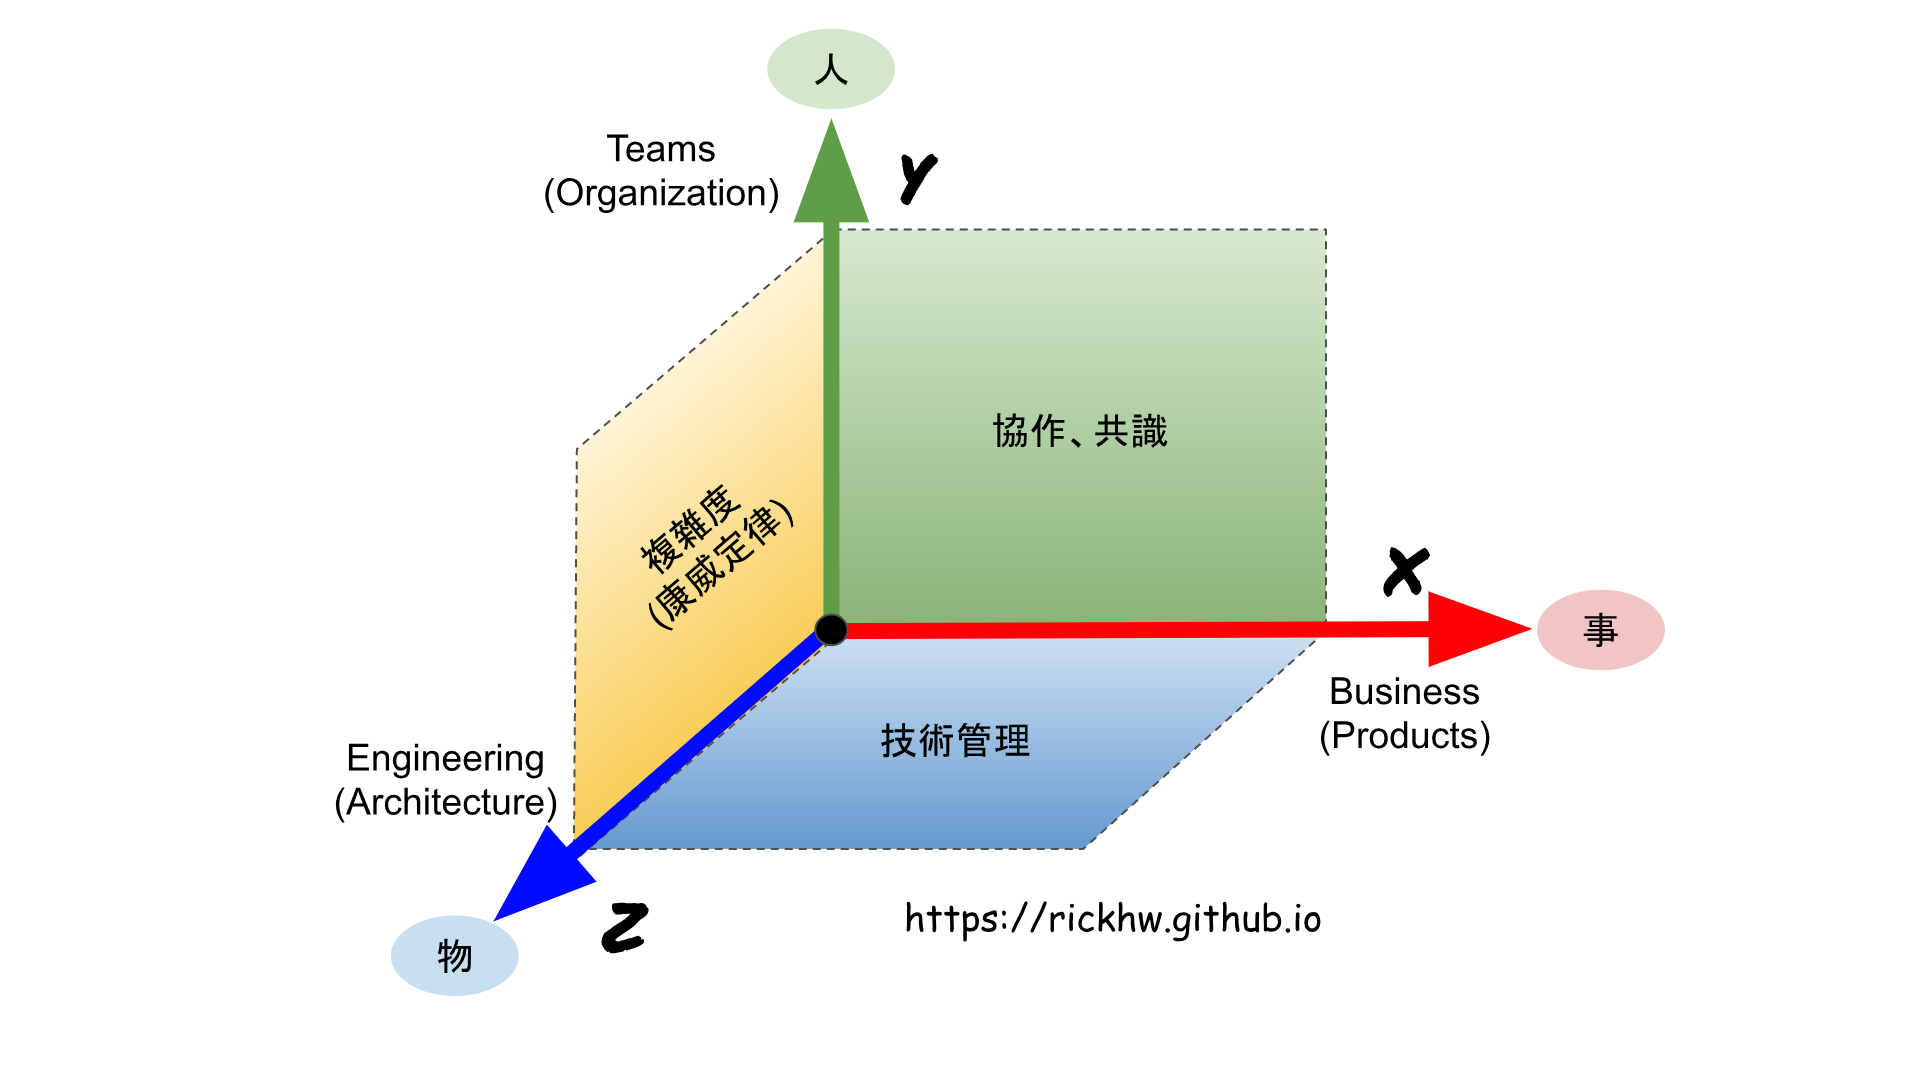 人
Teams
(Organization)
Y
協作、共識
複雜度
(康威定律)
X
事
Business
(Products)
技術管理
Engineering
(Architecture)
Z
物
https://rickhw.github.io